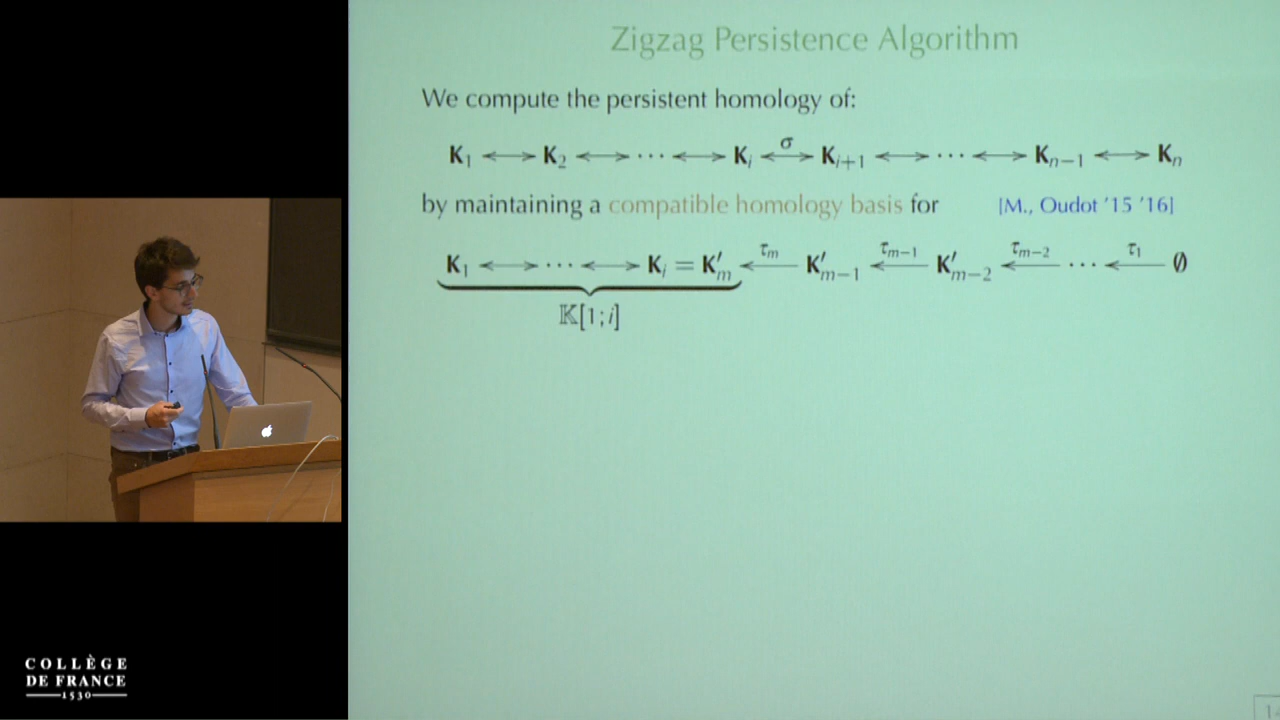 Zigzag Persistence Algorithm
We compute the persistent homology of:
K₁ ⟷ K₂ ⟷ ⋯ ⟷ Kᵢ ⟷ σ Kᵢ₊₁ ⟷ ⋯ ⟷ Kₙ₋₁ ⟷ Kₙ
by maintaining a compatible homology basis for [M., Oudot '15 '16]
K₁ ⟷ ⋯ ⟷ Kᵢ = K′ₘ ⟵ τₘ K′ₘ₋₁ ⟵ τₘ₋₁ K′ₘ₋₂ ⟵ τₘ₋₂ ⋯ ⟵ τ₁ ∅
𝕂[1;i]
COLLÈGE
DE FRANCE
1530